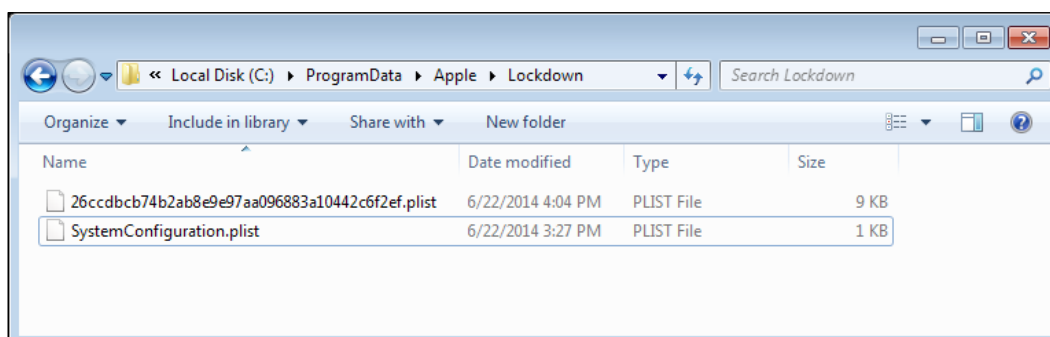 « Local Disk (C:) ▸ ProgramData ▸ Apple ▸ Lockdown Search Lockdown
Organize Include in library Share with New folder
Name Date modified Type Size
26ccdbcb74b2ab8e9e97aa096883a10442c6f2ef.plist 6/22/2014 4:04 PM PLIST File 9 KB
SystemConfiguration.plist 6/22/2014 3:27 PM PLIST File 1 KB